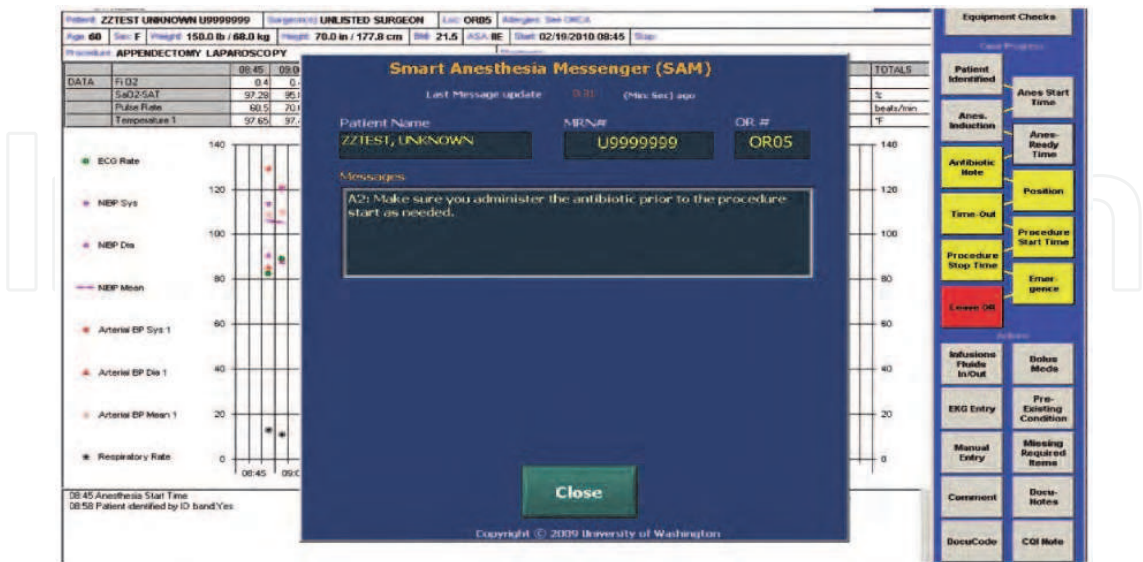 Patient: ZZTEST UNKNOWN U9999999 Surgeon(s) UNLISTED SURGEON Loc: OR05 Allergies: See ORCA
Age 60 Sex: F Weight 150.0 lb / 68.0 kg Height 70.0 in / 177.8 cm BMI 21.5 ASA IIE Start 02/19/2010 08:45 Stop:
Procedure APPENDECTOMY LAPAROSCOPY
08:45
TOTALS
DATA FiO2 0.4
SaO2-SAT 97.28 %
Pulse Rate 60.5 beats/min
Temperature 1 97.65 °F
140
120
100
80
60
40
20
0
ECG Rate
NIBP Sys
NIBP Dia
NIBP Mean
Arterial BP Sys 1
Arterial BP Dia 1
Arterial BP Mean 1
Respiratory Rate
08:45
08:45 Anesthesia Start Time
08:58 Patient identified by ID band:Yes
Smart Anesthesia Messenger (SAM)
Last Message update (Min: Sec) ago
Patient Name MRN# OR #
ZZTEST, UNKNOWN U9999999 OR05
Messages
A2: Make sure you administer the antibiotic prior to the procedure
start as needed.
Close
Copyright © 2009 University of Washington
140
120
100
80
60
40
20
0
Equipment Checks
Case Progress
Patient
Identified
Anes Start
Time
Anes.
Induction
Anes-
Ready
Time
Antibiotic
Note
Position
Time-Out
Procedure
Start Time
Procedure
Stop Time
Emer-
gence
Leave OR
Actions
Infusions
Fluids
In/Out
Bolus
Meds
EKG Entry
Pre-
Existing
Condition
Manual
Entry
Missing
Required
Items
Comment
Docu-
Notes
DocuCode
CQI Note